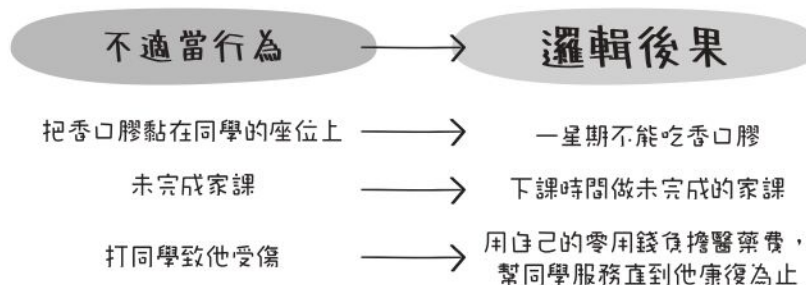 不適當行為
邏輯後果
把香口膠黏在同學的座位上
一星期不能吃香口膠
未完成家課
下課時間做未完成的家課
打同學致他受傷
用自己的零用錢負擔醫藥費，
幫同學服務直到他康復為止